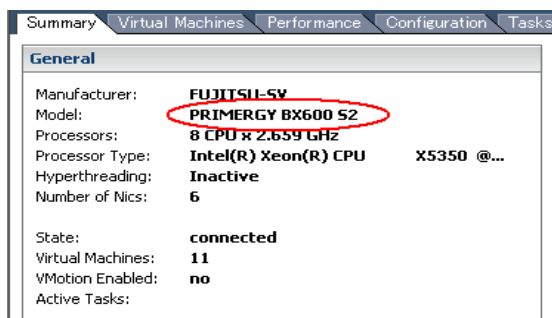 Summary Virtual Machines Performance Configuration Tasks
General
Manufacturer: FUJITSU-SV
Model: PRIMERGY BX600 S2
Processors: 8 CPU x 2.659 GHz
Processor Type: Intel(R) Xeon(R) CPU X5350 @...
Hyperthreading: Inactive
Number of Nics: 6
State: connected
Virtual Machines: 11
VMotion Enabled: no
Active Tasks: